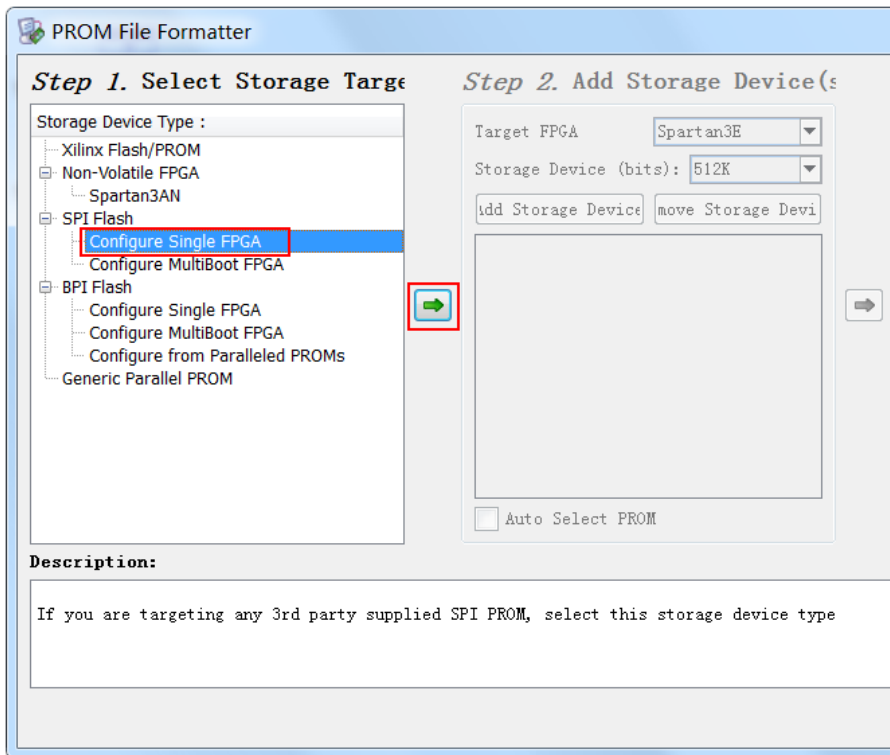 PROM File Formatter
Step 1. Select Storage Targe
Storage Device Type :
Xilinx Flash/PROM
Non-Volatile FPGA
Spartan3AN
SPI Flash
Configure Single FPGA
Configure MultiBoot FPGA
BPI Flash
Configure Single FPGA
Configure MultiBoot FPGA
Configure from Paralleled PROMs
Generic Parallel PROM
Step 2. Add Storage Device(s
Target FPGA Spartan3E
Storage Device (bits): 512K
Add Storage Device move Storage Devi
Auto Select PROM
Description:
If you are targeting any 3rd party supplied SPI PROM, select this storage device type